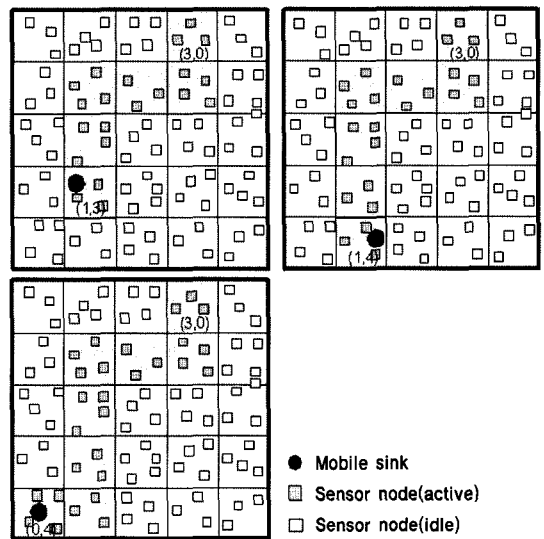 (3,0)
(3,0)
(1,3)
(1,4)
(3,0)
(0,4)
Mobile sink
Sensor node(active)
Sensor node(idle)